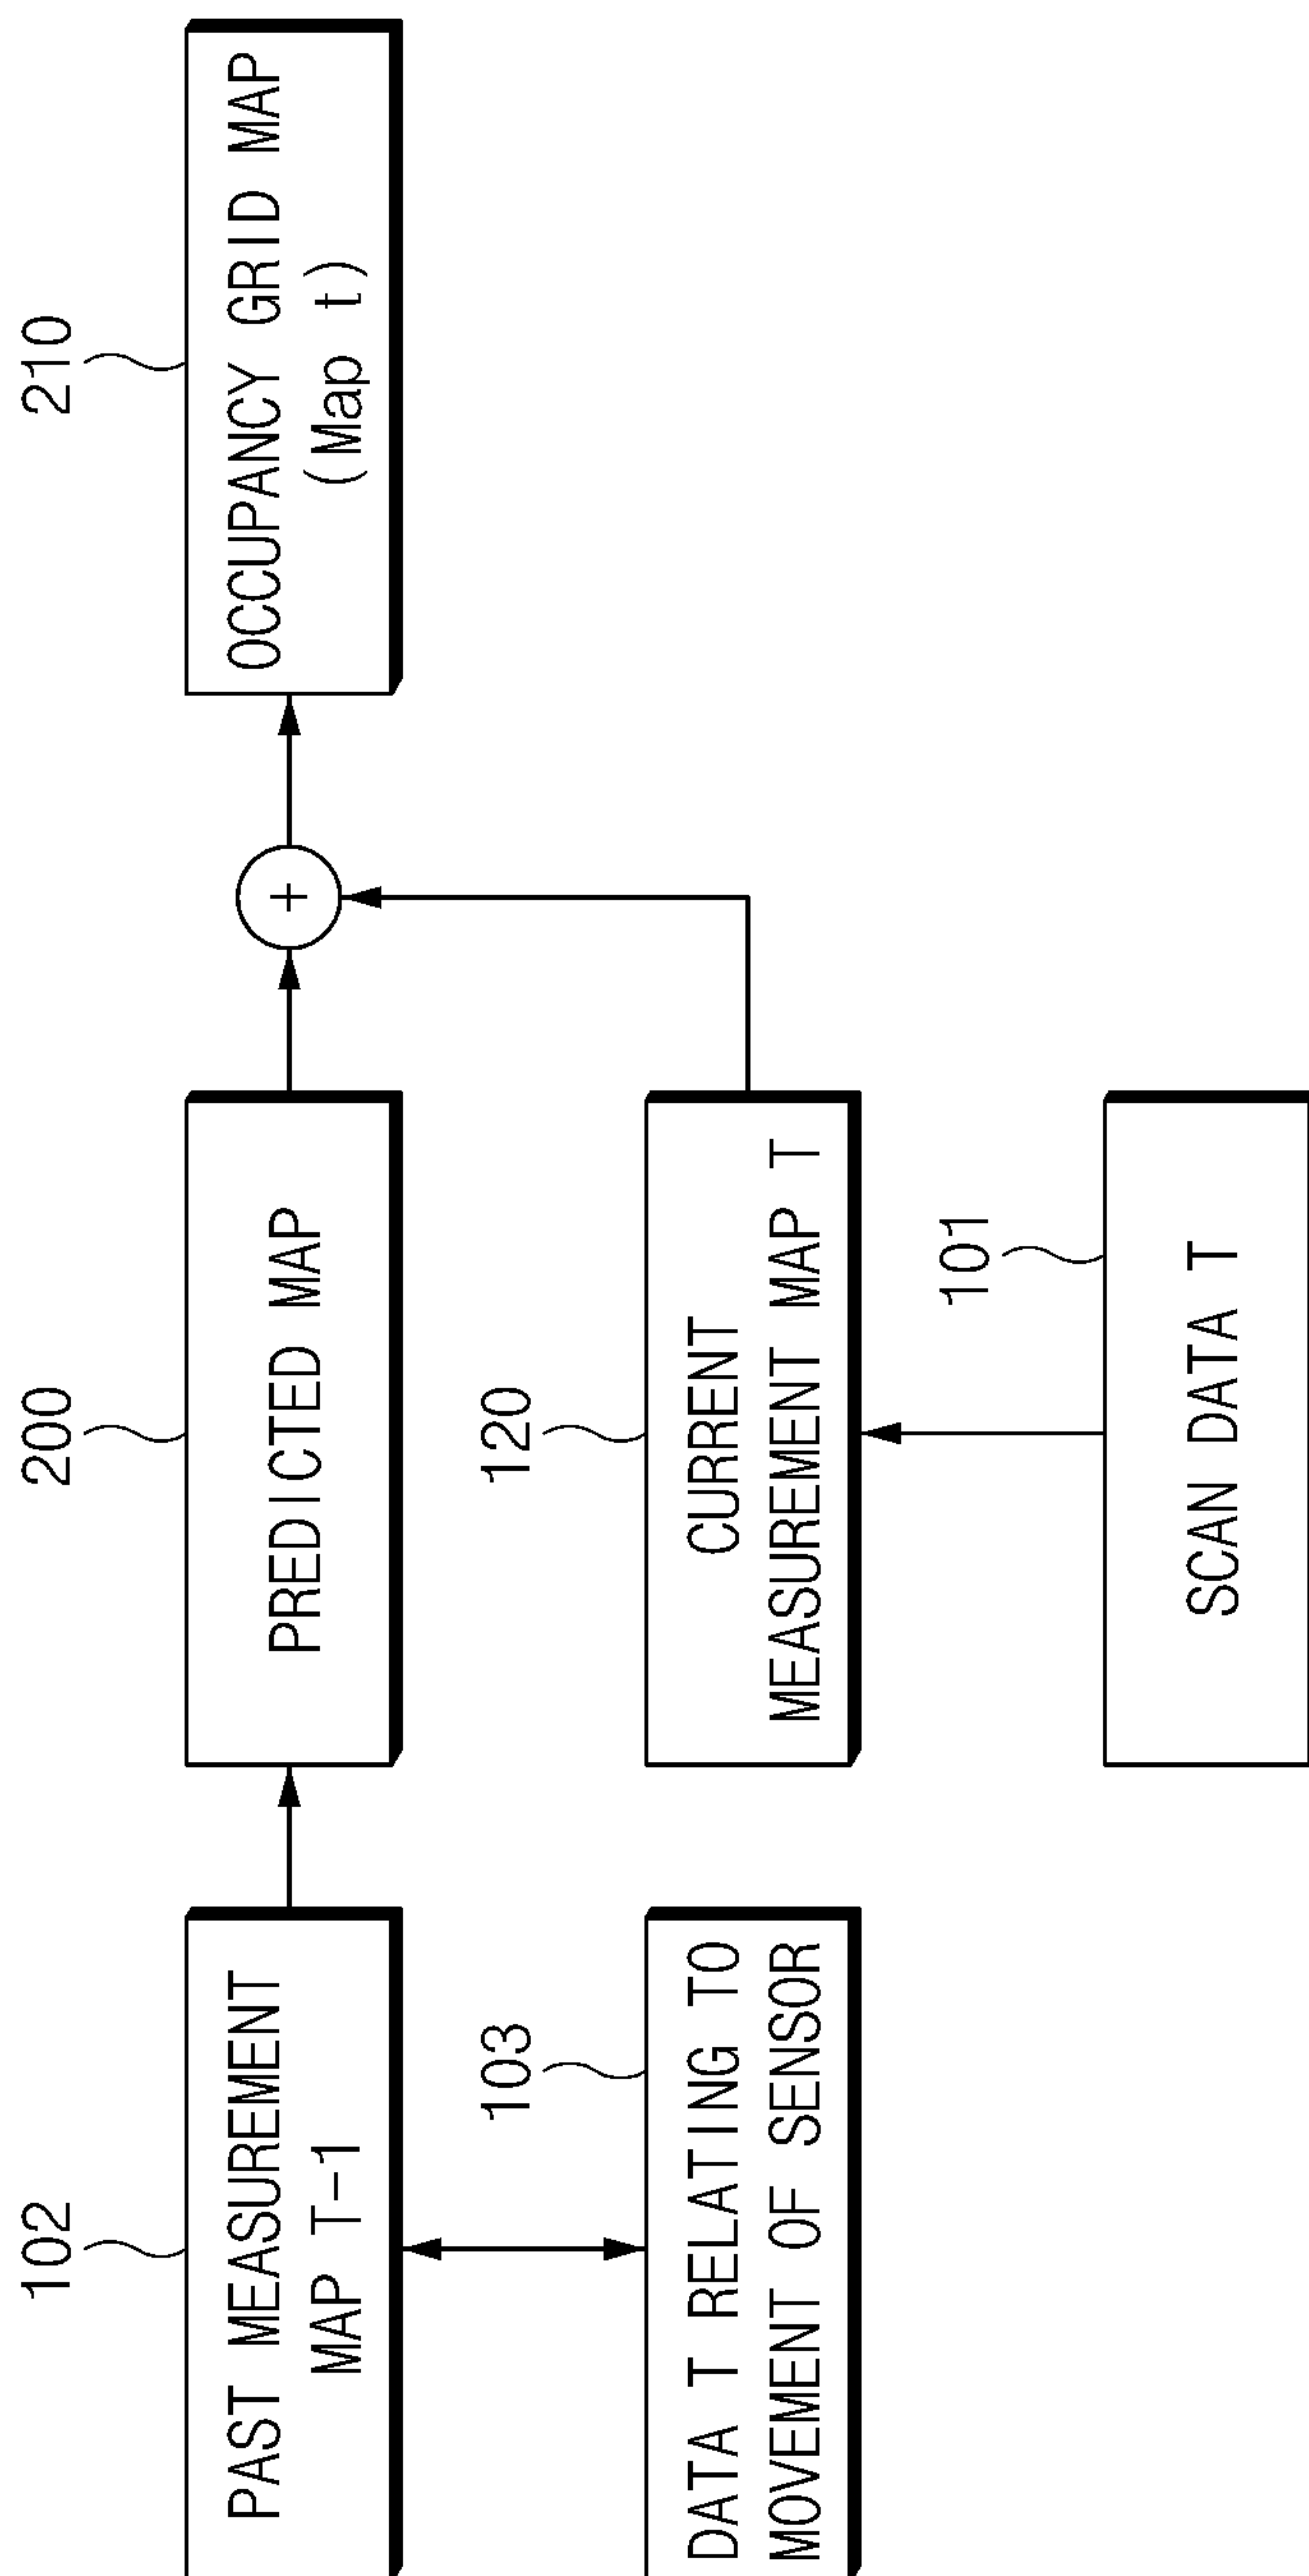 102
PAST MEASUREMENT
MAP T-1
200
PREDICTED MAP
+
210
OCCUPANCY GRID MAP
(Map t)
103
DATA T RELATING TO
MOVEMENT OF SENSOR
120
CURRENT
MEASUREMENT MAP T
101
SCAN DATA T